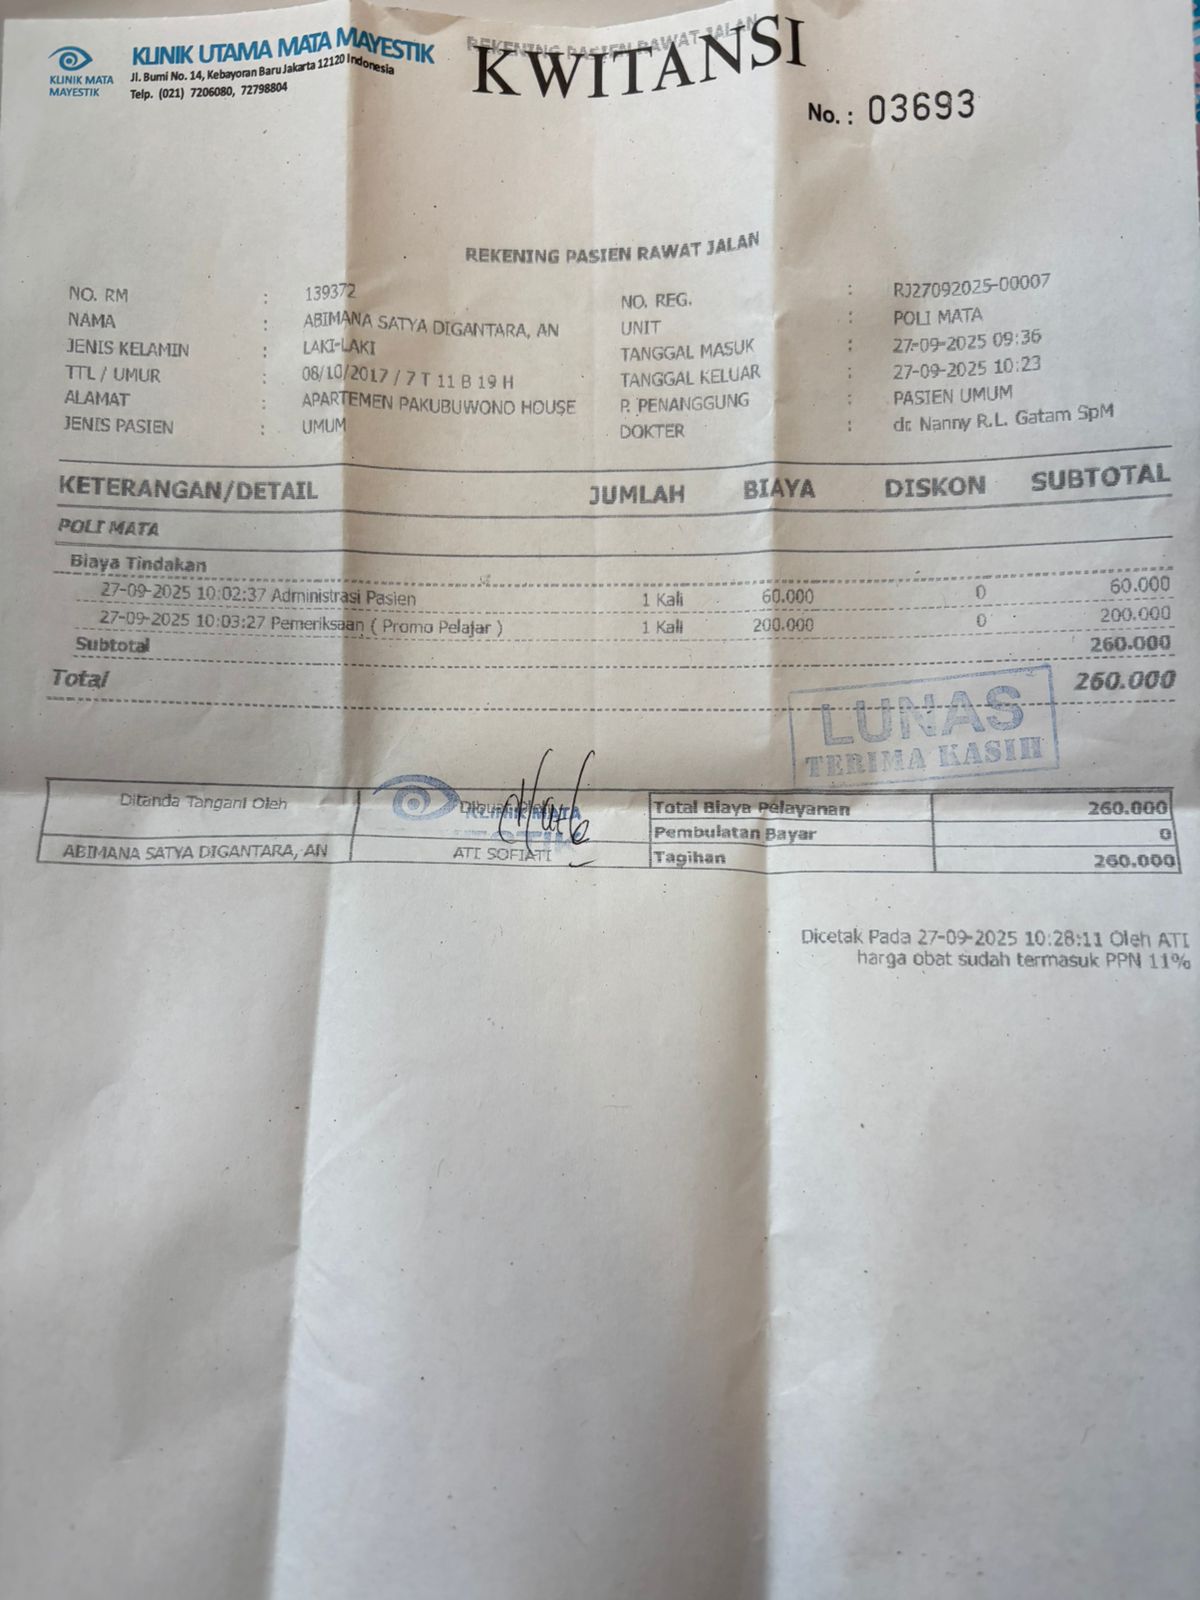 KLINIK MATA
MAYESTIK
KLINIK UTAMA MATA MAYESTIK
Jl. Bumi No. 14, Kebayoran Baru Jakarta 12120 Indonesia
Telp. (021) 7206080, 72798804
REKENING PASIEN RAWAT JALAN
KWITANSI
No. : 03693
REKENING PASIEN RAWAT JALAN
NO. RM : 139372 NO. REG. : RJ27092025-00007
NAMA : ABIMANA SATYA DIGANTARA, AN UNIT : POLI MATA
JENIS KELAMIN : LAKI-LAKI TANGGAL MASUK : 27-09-2025 09:36
TTL / UMUR : 08/10/2017 / 7 T 11 B 19 H TANGGAL KELUAR : 27-09-2025 10:23
ALAMAT : APARTEMEN PAKUBUWONO HOUSE P. PENANGGUNG : PASIEN UMUM
JENIS PASIEN : UMUM DOKTER : dr. Nanny R.L. Gatam SpM
KETERANGAN/DETAIL JUMLAH BIAYA DISKON SUBTOTAL
POLI MATA
Biaya Tindakan
27-09-2025 10:02:37 Administrasi Pasien 1 Kali 60.000 0 60.000
27-09-2025 10:03:27 Pemeriksaan ( Promo Pelajar ) 1 Kali 200.000 0 200.000
Subtotal 260.000
Total 260.000
LUNAS
TERIMA KASIH
Ditanda Tangani Oleh Dibuat Oleh Total Biaya Pelayanan 260.000
KLINIK MATA
Pembulatan Bayar 0
ABIMANA SATYA DIGANTARA, AN ATI SOFIATI Tagihan 260.000
Dicetak Pada 27-09-2025 10:28:11 Oleh ATI
harga obat sudah termasuk PPN 11%